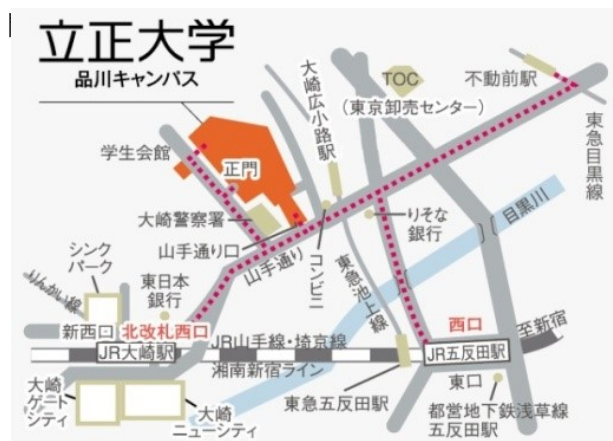 立正大学
品川キャンパス
大崎広小路駅
TOC
(東京卸売センター)
不動前駅
東急目黒線
学生会館
正門
大崎警察署
山手通り口
山手通り
コンビニ
りそな
銀行
目黒川
東急池上線
シンク
パーク
りんかい線
東日本
銀行
新西口
北改札西口
JR大崎駅
JR山手線・埼京線
湘南新宿ライン
西口
JR五反田駅
至新宿
東口
大崎
ゲート
シティ
大崎
ニューシティ
東急五反田駅
都営地下鉄浅草線
五反田駅